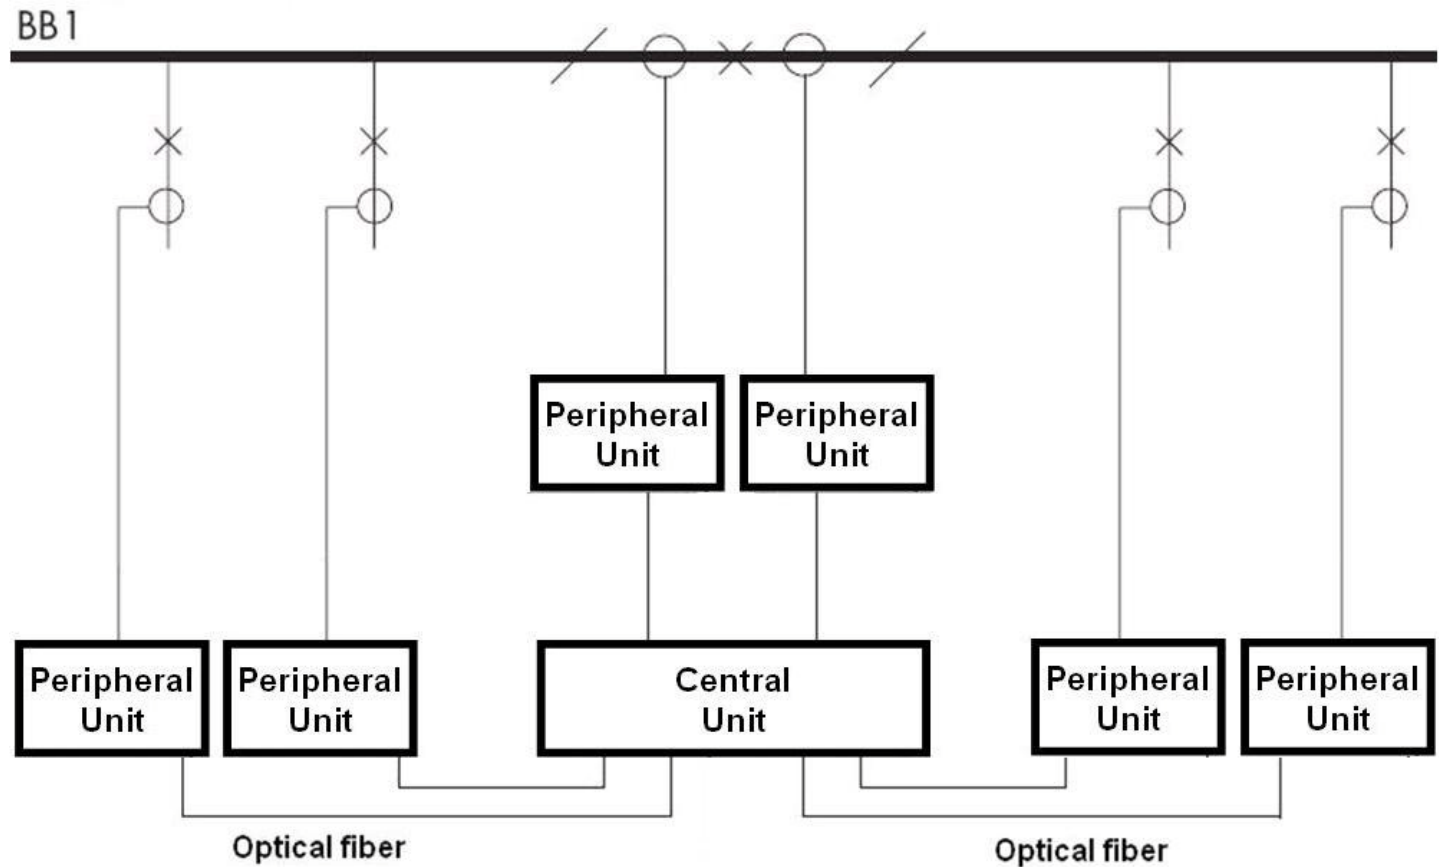 BB1
Peripheral
Unit
Peripheral
Unit
Peripheral
Unit
Peripheral
Unit
Central
Unit
Peripheral
Unit
Peripheral
Unit
Optical fiber
Optical fiber